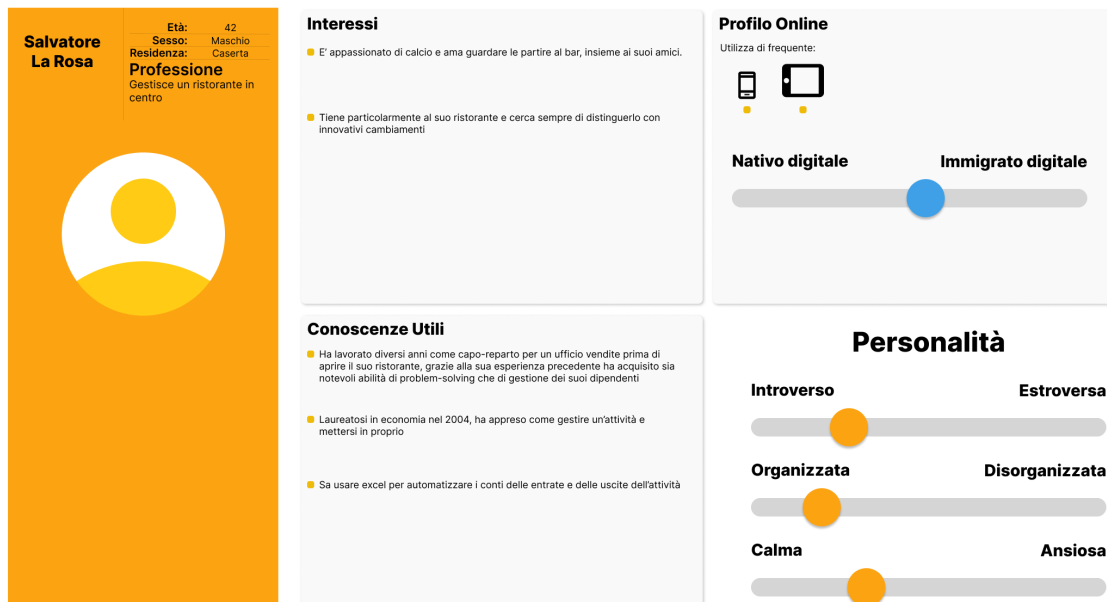 Salvatore
La Rosa
Età: 42
Sesso: Maschio
Residenza: Caserta
Professione
Gestisce un ristorante in
centro
Interessi
E' appassionato di calcio e ama guardare le partire al bar, insieme ai suoi amici.
Tiene particolarmente al suo ristorante e cerca sempre di distinguerlo con
innovativi cambiamenti
Profilo Online
Utilizza di frequente:
Nativo digitale
Immigrato digitale
Conoscenze Utili
Ha lavorato diversi anni come capo-reparto per un ufficio vendite prima di
aprire il suo ristorante, grazie alla sua esperienza precedente ha acquisito sia
notevoli abilità di problem-solving che di gestione dei suoi dipendenti
Laureatosi in economia nel 2004, ha appreso come gestire un'attività e
mettersi in proprio
Sa usare excel per automatizzare i conti delle entrate e delle uscite dell'attività
Personalità
Introverso
Estroversa
Organizzata
Disorganizzata
Calma
Ansiosa